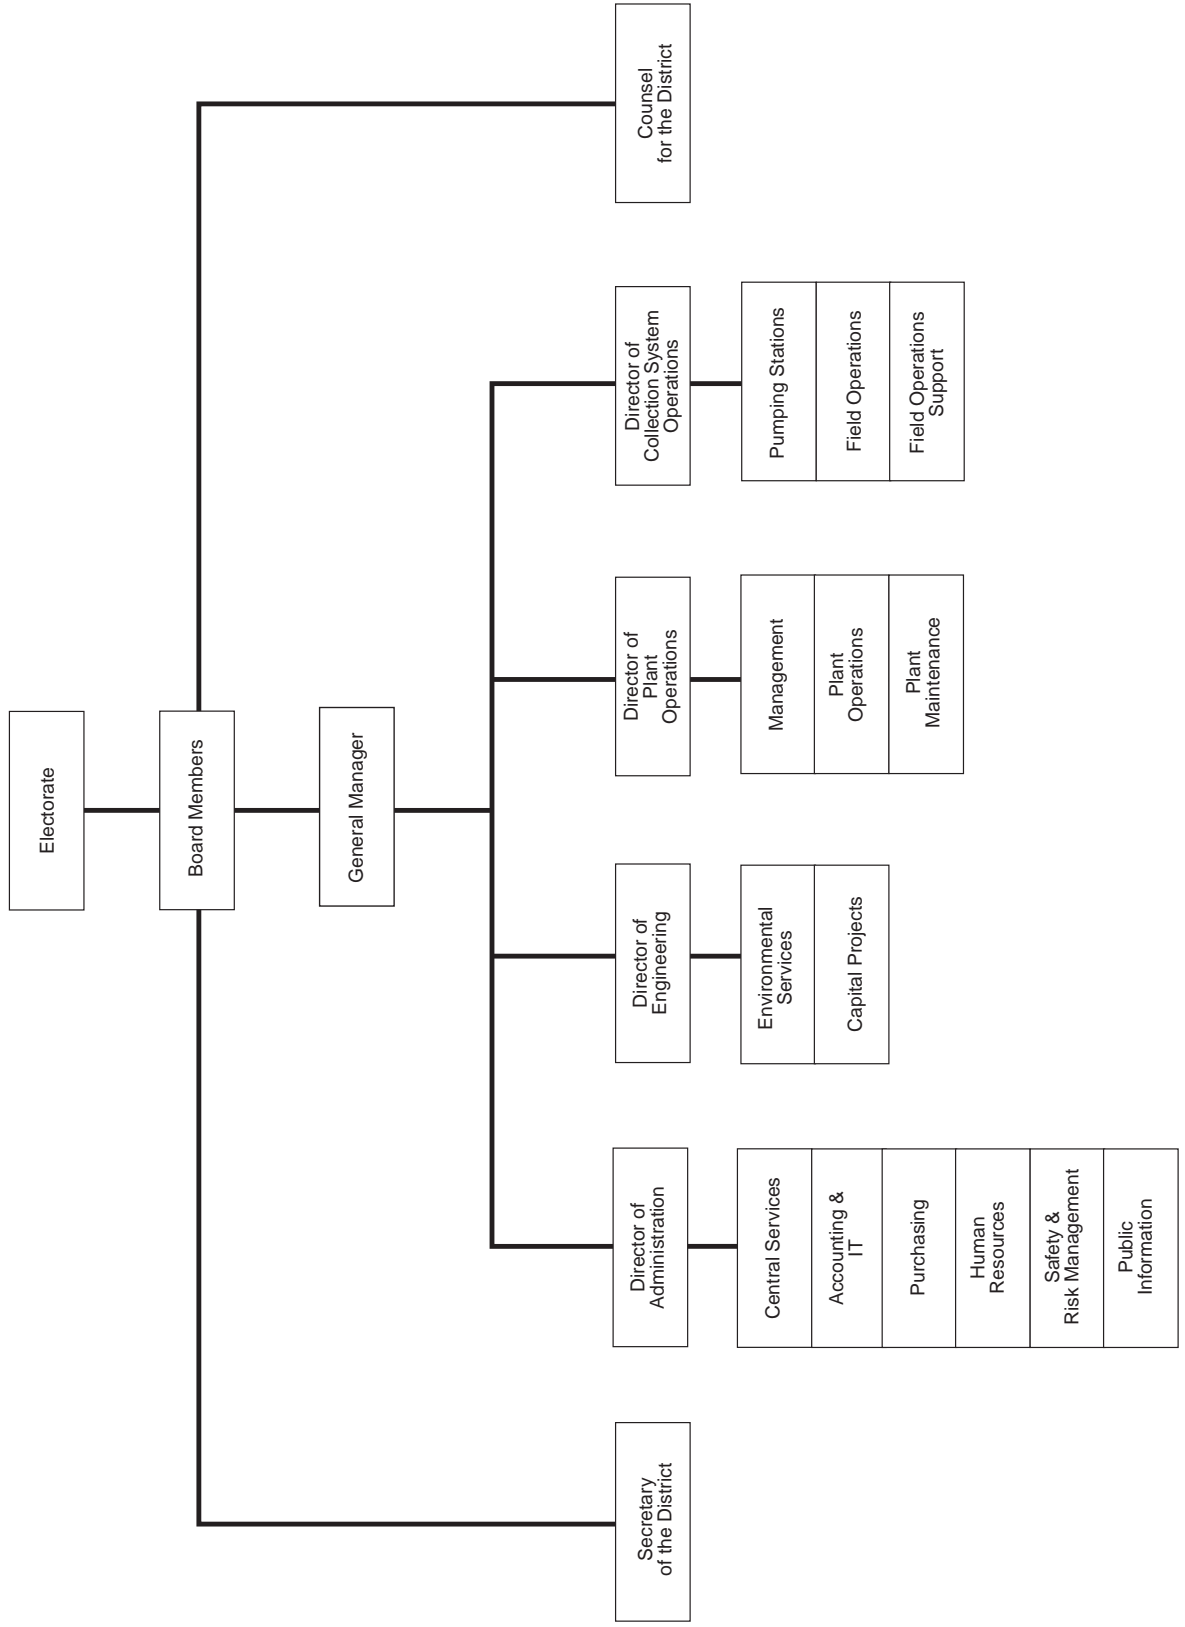 Electorate
Board Members
General Manager
Secretary
of the District
Director of
Administration
Director of
Engineering
Director of
Plant
Operations
Director of
Collection System
Operations
Counsel
for the District
Central Services
Accounting &
IT
Purchasing
Human
Resources
Safety &
Risk Management
Public
Information
Environmental
Services
Capital Projects
Management
Plant
Operations
Plant
Maintenance
Pumping Stations
Field Operations
Field Operations
Support